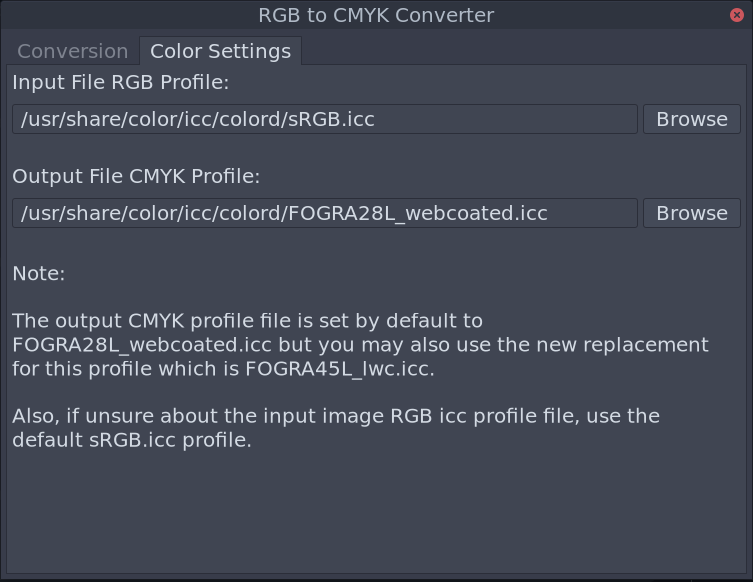 RGB to CMYK Converter
Conversion
Color Settings
Input File RGB Profile:
/usr/share/color/icc/colord/sRGB.icc
Browse
Output File CMYK Profile:
/usr/share/color/icc/colord/FOGRA28L_webcoated.icc
Browse
Note:
The output CMYK profile file is set by default to
FOGRA28L_webcoated.icc but you may also use the new replacement
for this profile which is FOGRA45L_lwc.icc.
Also, if unsure about the input image RGB icc profile file, use the
default sRGB.icc profile.